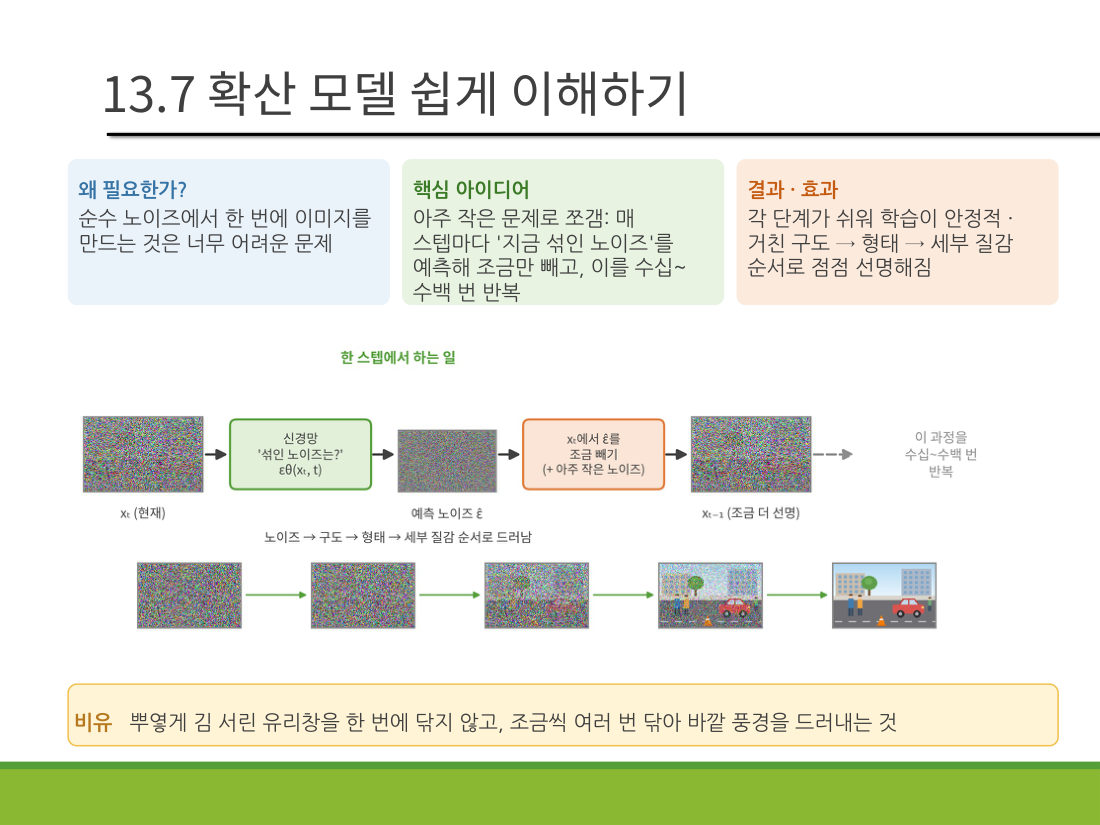 13.7 확산 모델 쉽게 이해하기
왜 필요한가?
순수 노이즈에서 한 번에 이미지를
만드는 것은 너무 어려운 문제
핵심 아이디어
아주 작은 문제로 쪼갬: 매
스텝마다 '지금 섞인 노이즈'를
예측해 조금만 빼고, 이를 수십~
수백 번 반복
결과 · 효과
각 단계가 쉬워 학습이 안정적 ·
거친 구도 → 형태 → 세부 질감
순서로 점점 선명해짐
한 스텝에서 하는 일
신경망
'섞인 노이즈는?'
εθ(xₜ, t)
xₜ에서 ε̂를
조금 빼기
(+ 아주 작은 노이즈)
이 과정을
수십~수백 번
반복
xₜ (현재)
예측 노이즈 ε̂
xₜ₋₁ (조금 더 선명)
노이즈 → 구도 → 형태 → 세부 질감 순서로 드러남
비유 뿌옇게 김 서린 유리창을 한 번에 닦지 않고, 조금씩 여러 번 닦아 바깥 풍경을 드러내는 것